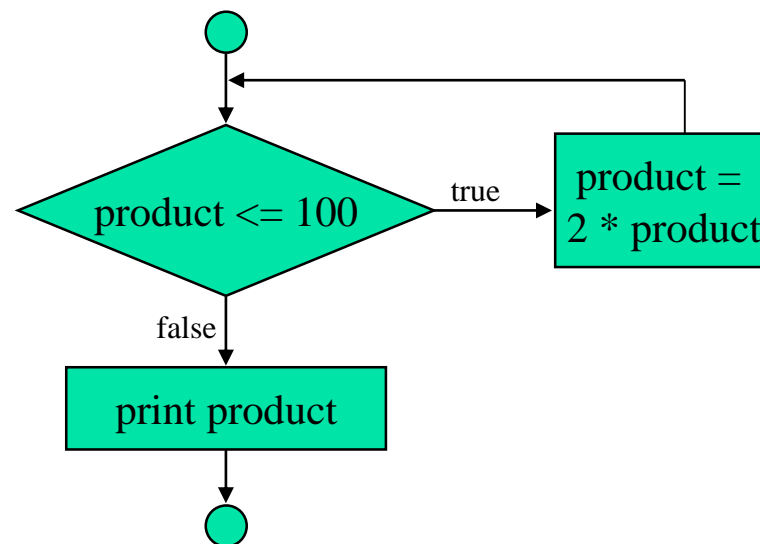 product <= 100
true
product =
2 * product
false
print product